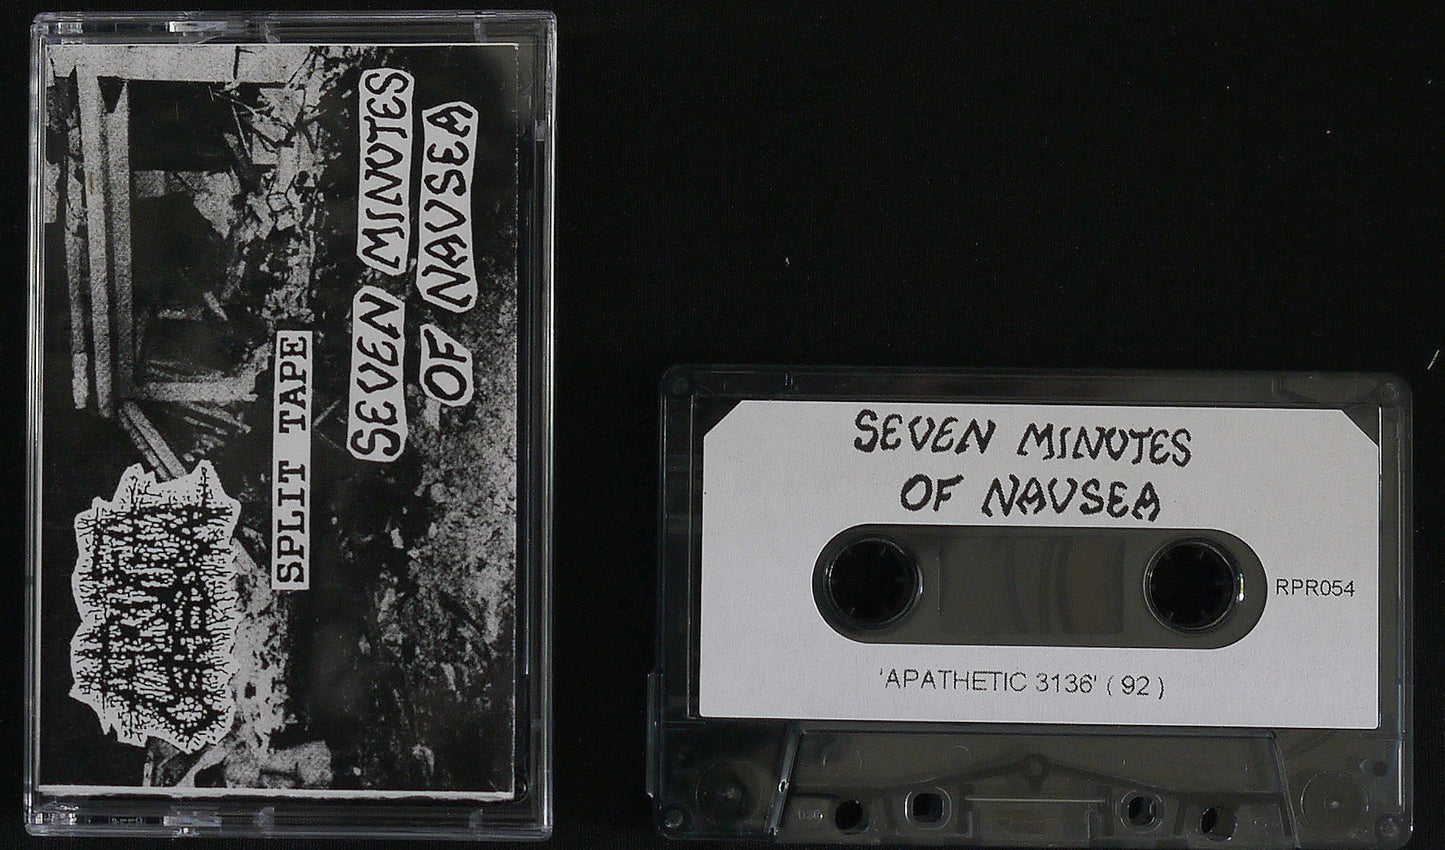 SEVEN MINUTES
OF NAUSEA
SPLIT TAPE
SEVEN MINUTES
OF NAUSEA
RPR054
'APATHETIC 3136' ( 92 )